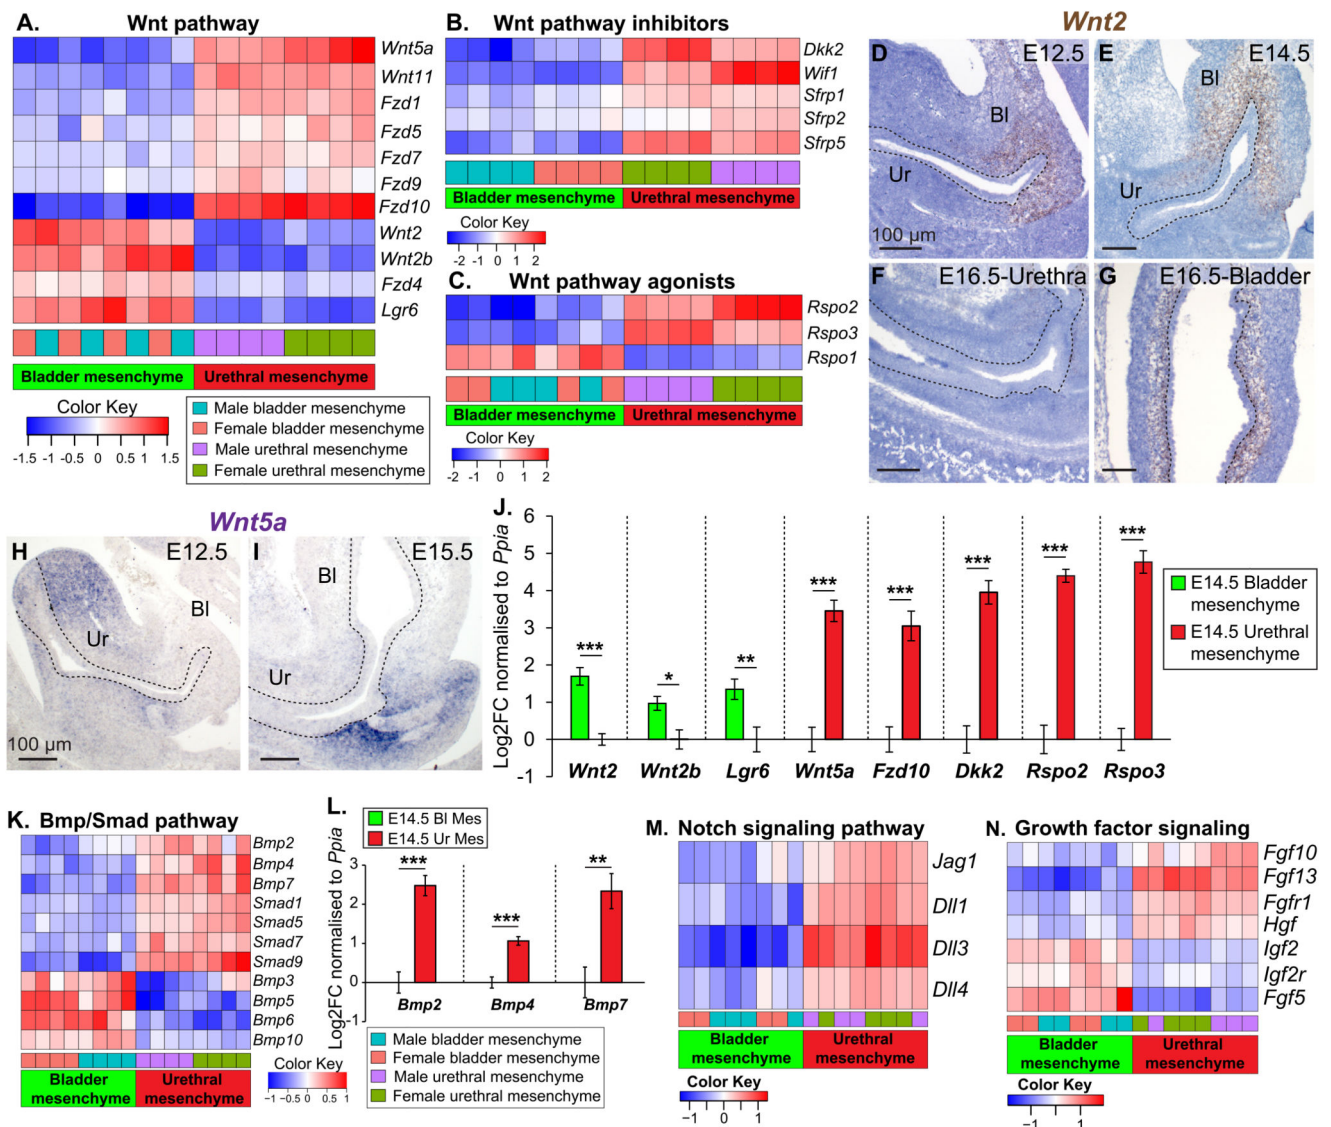 A.
Wnt pathway
Wnt5a
Wnt11
Fzd1
Fzd5
Fzd7
Fzd9
Fzd10
Wnt2
Wnt2b
Fzd4
Lgr6
Bladder mesenchyme
Urethral mesenchyme
Color Key
-1.5 -1 -0.5 0 0.5 1 1.5
Male bladder mesenchyme
Female bladder mesenchyme
Male urethral mesenchyme
Female urethral mesenchyme
B.
Wnt pathway inhibitors
Dkk2
Wif1
Sfrp1
Sfrp2
Sfrp5
Bladder mesenchyme
Urethral mesenchyme
Color Key
-2 -1 0 1 2
C.
Wnt pathway agonists
Rspo2
Rspo3
Rspo1
Bladder mesenchyme
Urethral mesenchyme
Color Key
-2 -1 0 1 2
Wnt2
D
E12.5
Bl
Ur
100 µm
E
E14.5
Bl
Ur
F
E16.5-Urethra
G
E16.5-Bladder
Wnt5a
H
E12.5
Bl
Ur
100 µm
I
E15.5
Bl
Ur
J.
Log2FC normalised to Ppia
6
5
4
3
2
1
0
-1
***
*
**
***
***
***
***
***
Wnt2
Wnt2b
Lgr6
Wnt5a
Fzd10
Dkk2
Rspo2
Rspo3
E14.5 Bladder
mesenchyme
E14.5 Urethral
mesenchyme
K.
Bmp/Smad pathway
Bmp2
Bmp4
Bmp7
Smad1
Smad5
Smad7
Smad9
Bmp3
Bmp5
Bmp6
Bmp10
Bladder
mesenchyme
Urethral
mesenchyme
Color Key
-1 -0.5 0 0.5 1
L.
E14.5 Bl Mes
E14.5 Ur Mes
Log2FC normalised to Ppia
3
2
1
0
-1
***
***
**
Bmp2
Bmp4
Bmp7
Male bladder mesenchyme
Female bladder mesenchyme
Male urethral mesenchyme
Female urethral mesenchyme
M.
Notch signaling pathway
Jag1
Dll1
Dll3
Dll4
Bladder
mesenchyme
Urethral
mesenchyme
Color Key
−1 0 1
N.
Growth factor signaling
Fgf10
Fgf13
Fgfr1
Hgf
Igf2
Igf2r
Fgf5
Bladder
mesenchyme
Urethral
mesenchyme
Color Key
−1 0 1